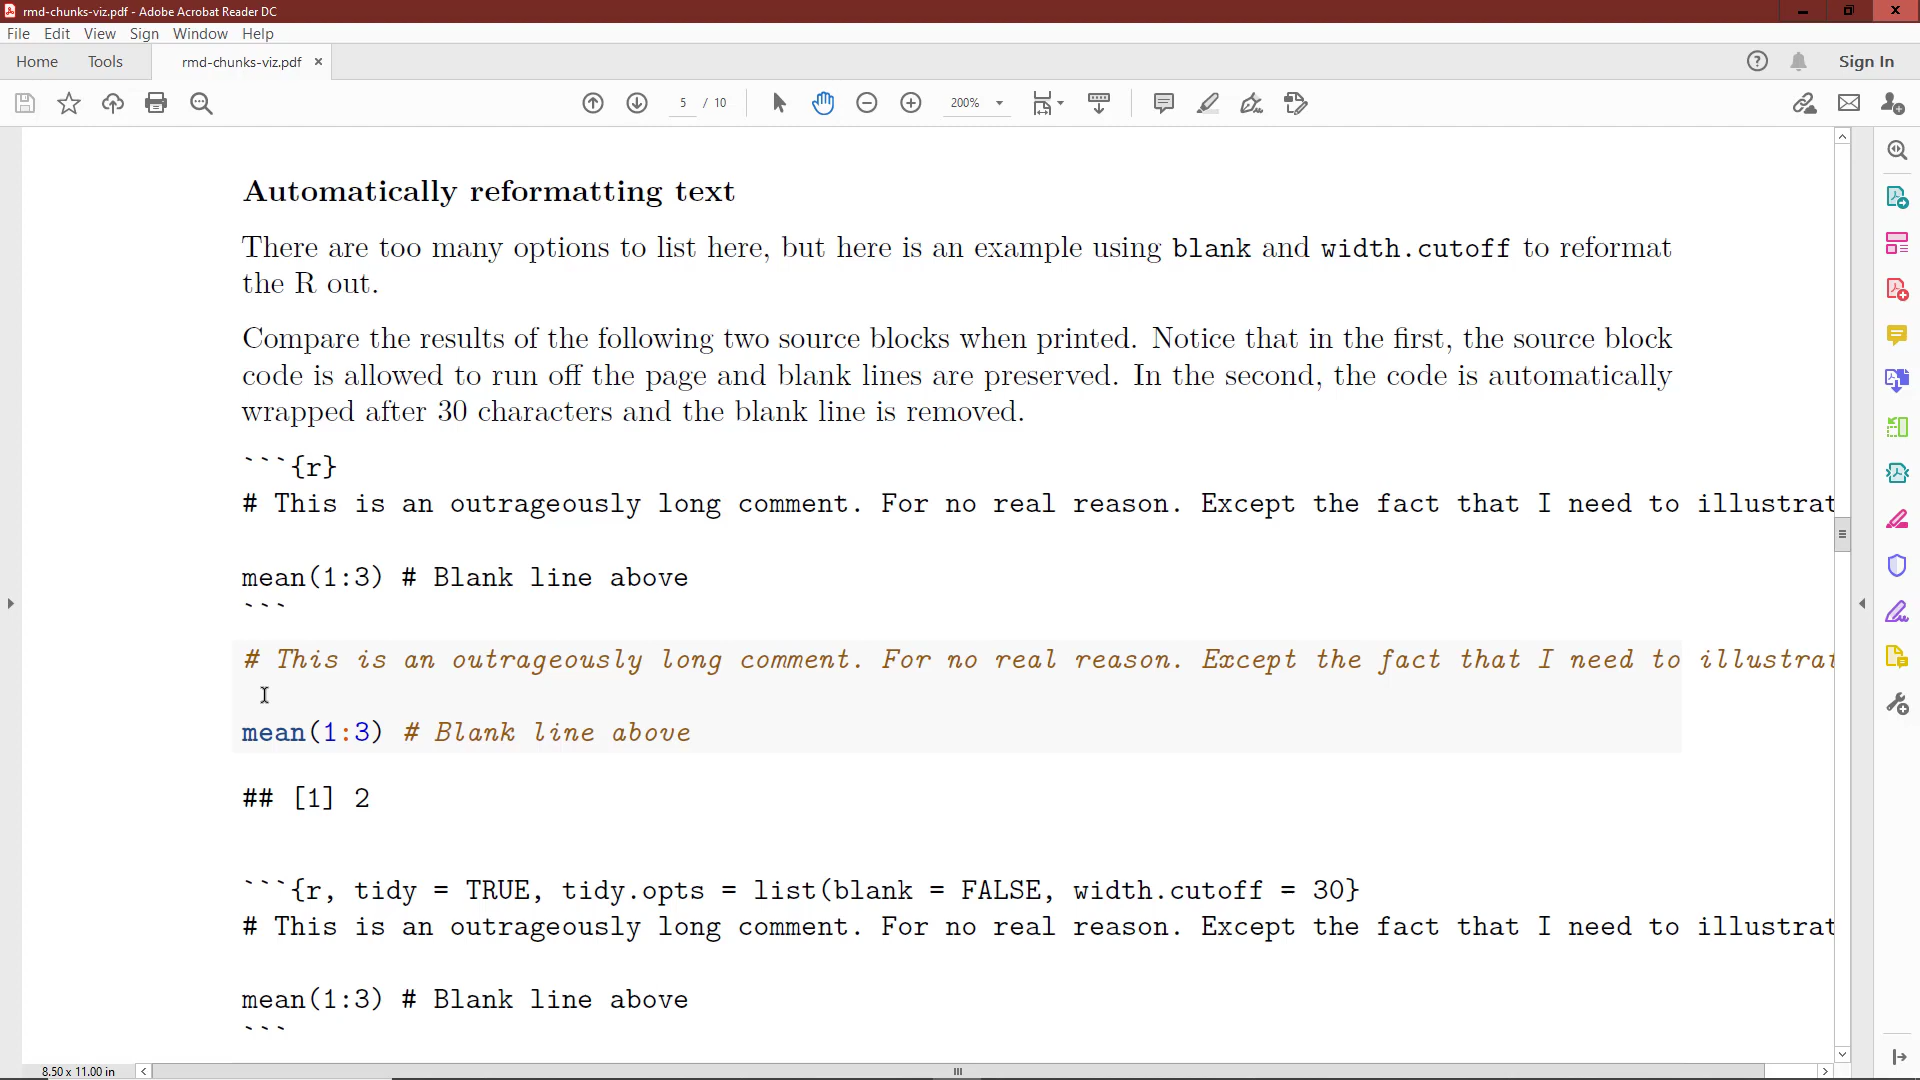 rmd-chunks-viz.pdf - Adobe Acrobat Reader DC
File Edit View Sign Window Help
Home Tools rmd-chunks-viz.pdf × Sign In
5 / 10 200%
Automatically reformatting text
There are too many options to list here, but here is an example using blank and width.cutoff to reformat
the R out.
Compare the results of the following two source blocks when printed. Notice that in the first, the source block
code is allowed to run off the page and blank lines are preserved. In the second, the code is automatically
wrapped after 30 characters and the blank line is removed.
```{r}
# This is an outrageously long comment. For no real reason. Except the fact that I need to illustrat
mean(1:3) # Blank line above
```
# This is an outrageously long comment. For no real reason. Except the fact that I need to illustrat
mean(1:3) # Blank line above
## [1] 2
```{r, tidy = TRUE, tidy.opts = list(blank = FALSE, width.cutoff = 30}
# This is an outrageously long comment. For no real reason. Except the fact that I need to illustrat
mean(1:3) # Blank line above
```
8.50 x 11.00 in